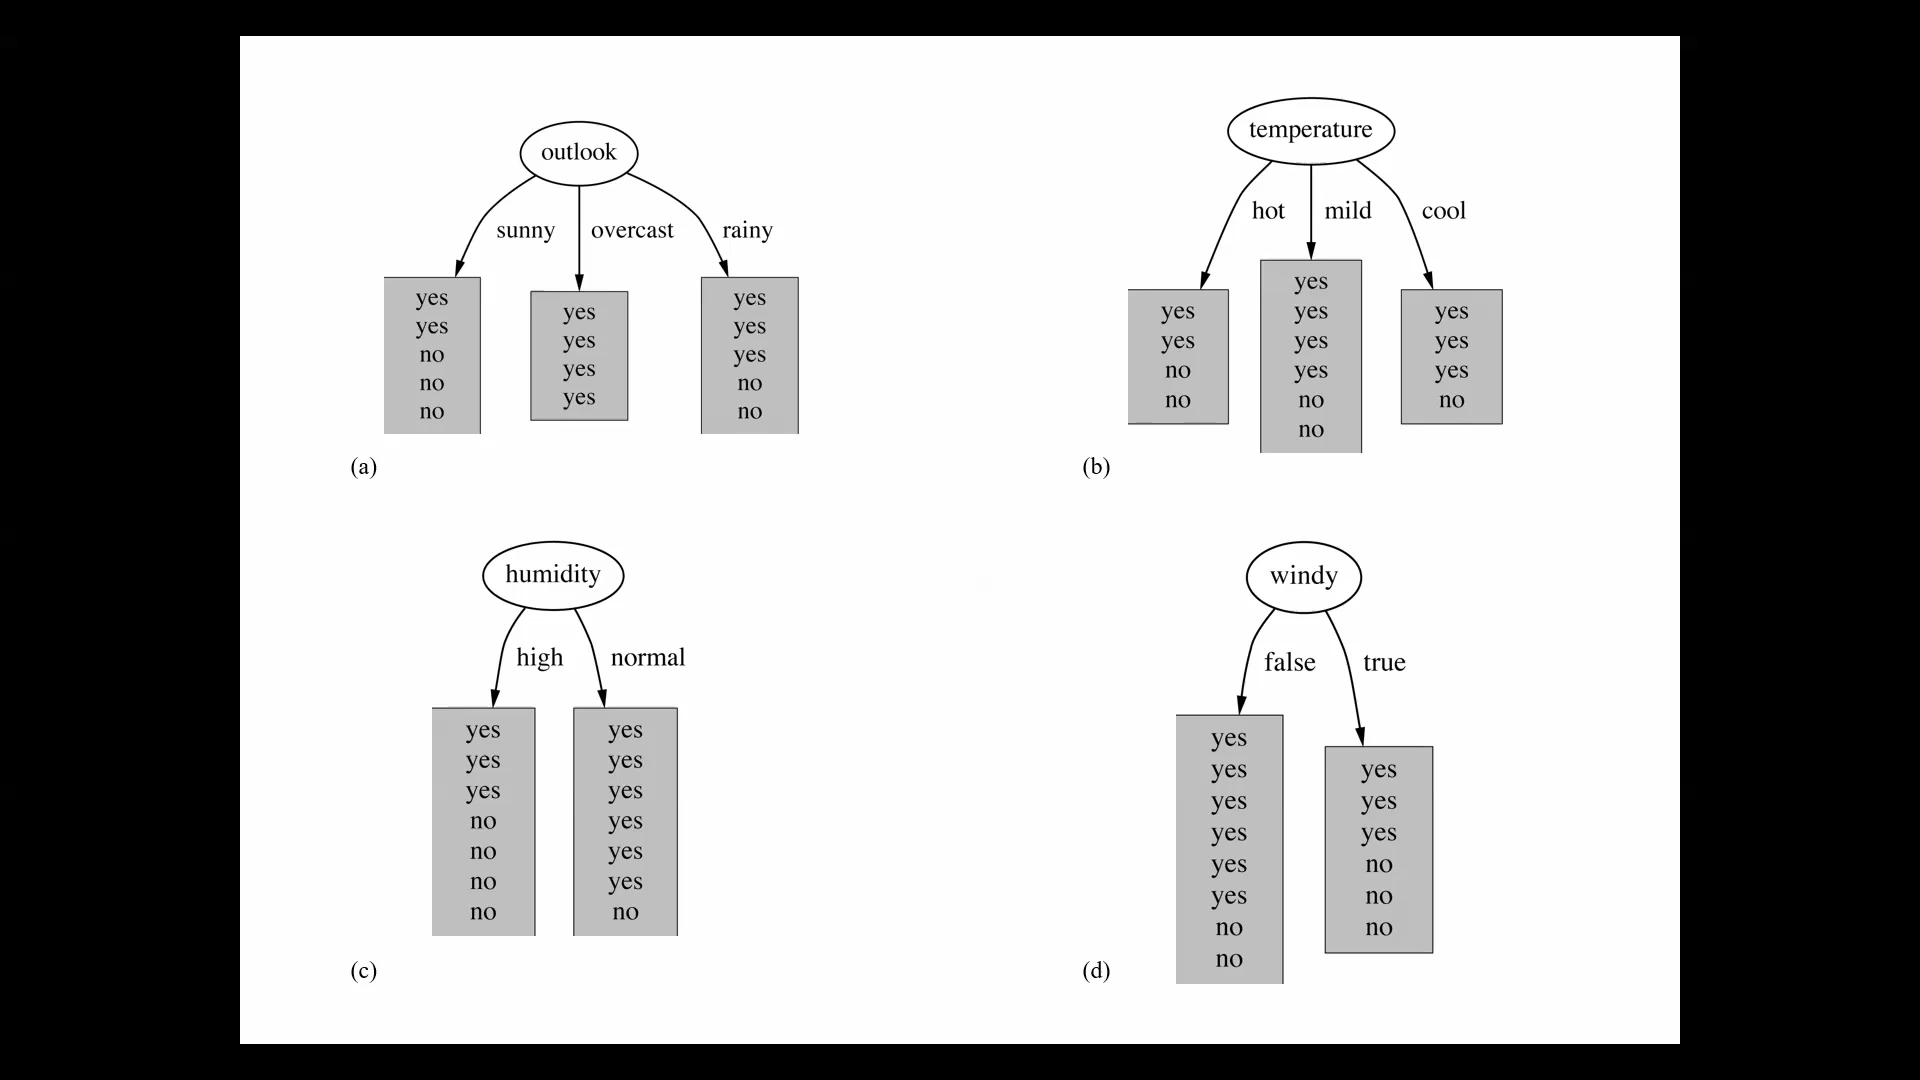 outlook
sunny overcast rainy
yes
yes
no
no
no
yes
yes
yes
yes
yes
yes
yes
no
no
(a)
temperature
hot mild cool
yes
yes
no
no
yes
yes
yes
yes
no
no
yes
yes
yes
no
(b)
humidity
high normal
yes
yes
yes
no
no
no
no
yes
yes
yes
yes
yes
yes
no
(c)
windy
false true
yes
yes
yes
yes
yes
yes
no
no
yes
yes
yes
no
no
no
(d)